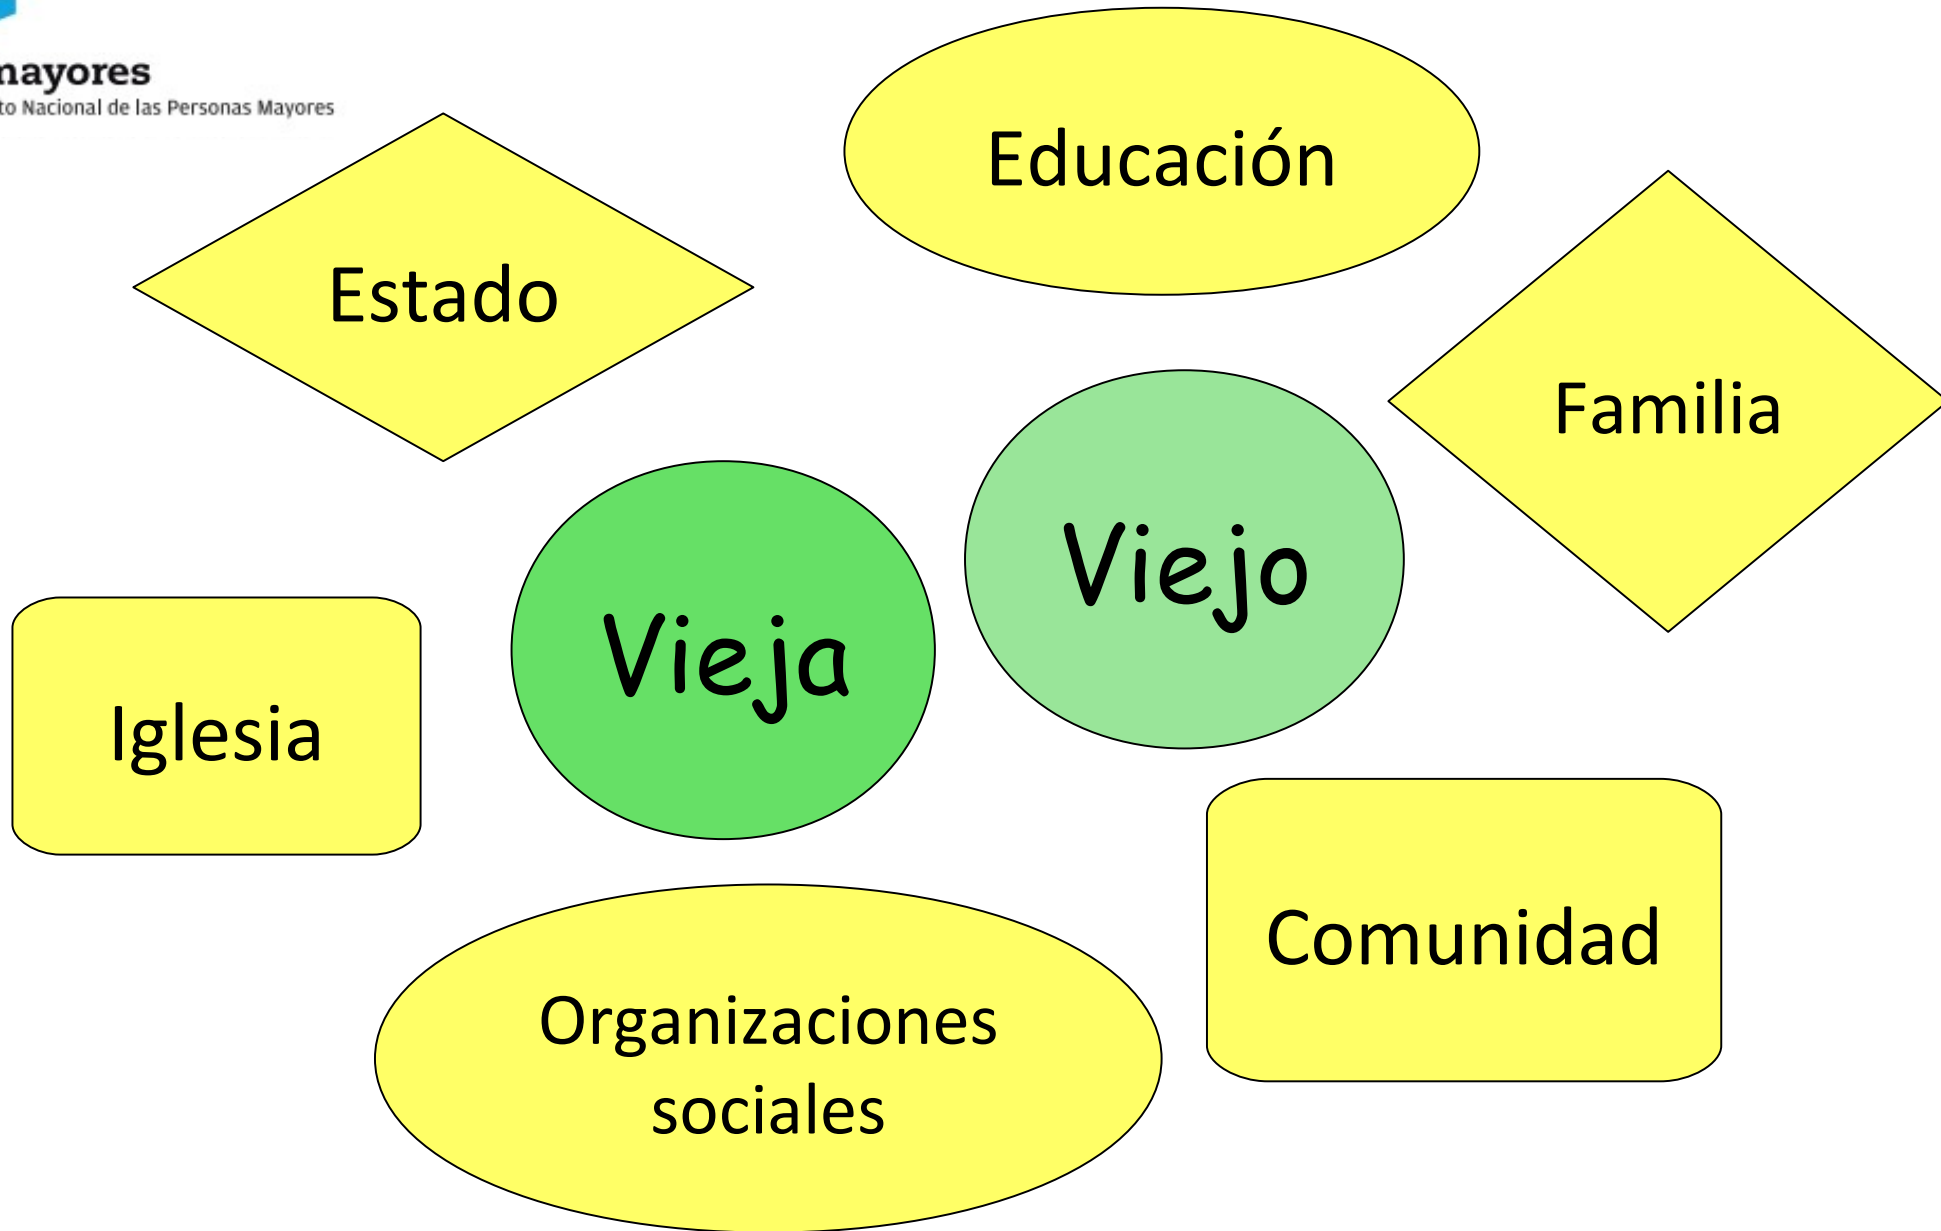 mayores
to Nacional de las Personas Mayores
Educación
Estado
Familia
Viejo
Vieja
Iglesia
Comunidad
Organizaciones
sociales